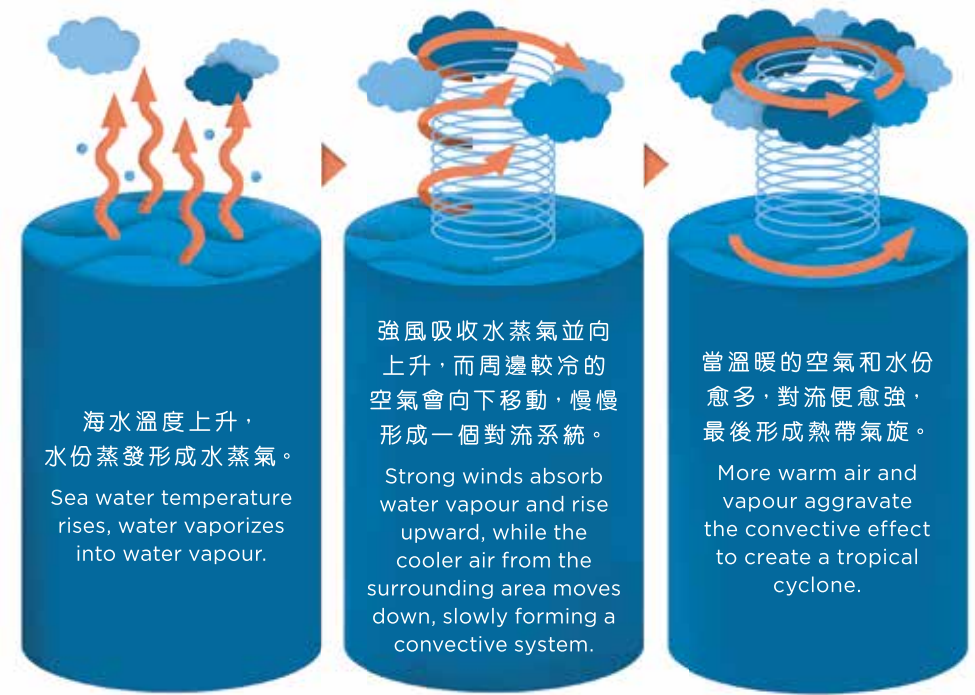 海水溫度上升，
水份蒸發形成水蒸氣。
Sea water temperature
rises, water vaporizes
into water vapour.
強風吸收水蒸氣並向
上升，而周邊較冷的
空氣會向下移動，慢慢
形成一個對流系統。
Strong winds absorb
water vapour and rise
upward, while the
cooler air from the
surrounding area moves
down, slowly forming a
convective system.
當溫暖的空氣和水份
愈多，對流便愈強，
最後形成熱帶氣旋。
More warm air and
vapour aggravate
the convective effect
to create a tropical
cyclone.